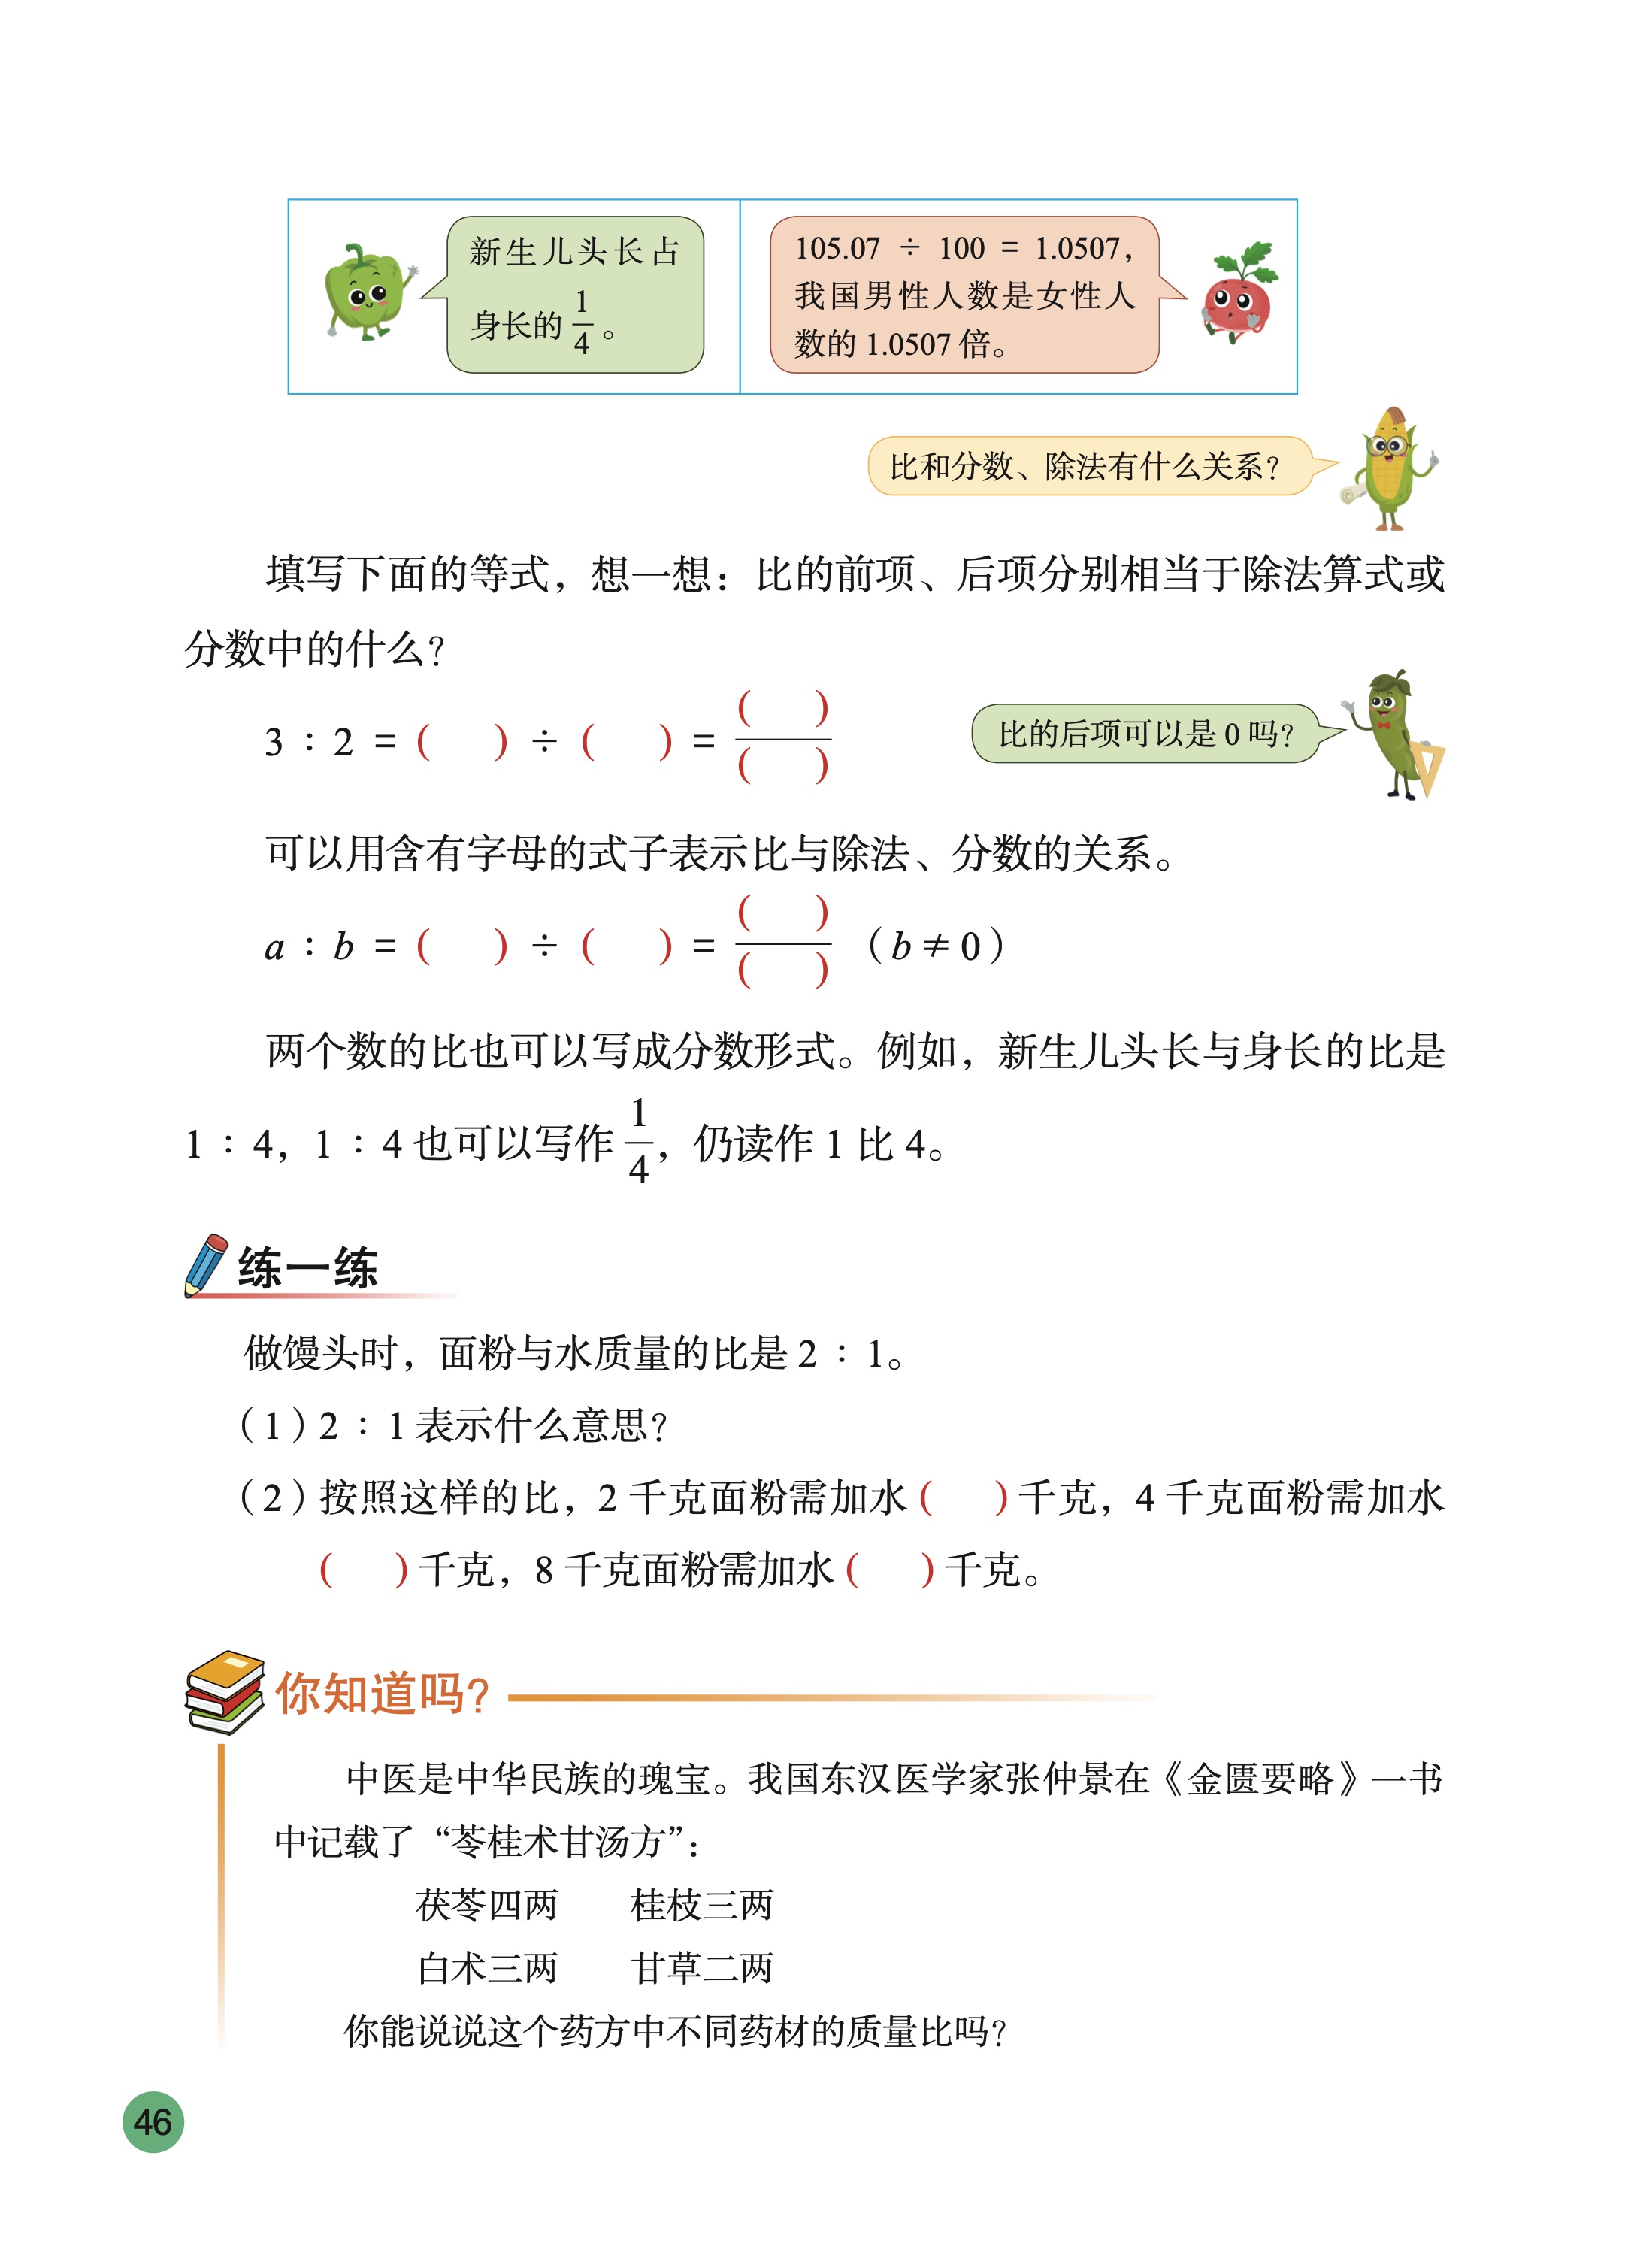 新生儿头长占
身长的 1/4 。
105.07 ÷ 100 = 1.0507，
我国男性人数是女性人
数的 1.0507 倍。
比和分数、除法有什么关系？
填写下面的等式，想一想：比的前项、后项分别相当于除法算式或
分数中的什么？
3 : 2 = (    ) ÷ (    ) = (    )/(    )
比的后项可以是 0 吗？
可以用含有字母的式子表示比与除法、分数的关系。
a : b = (    ) ÷ (    ) = (    )/(    ) （b ≠ 0）
两个数的比也可以写成分数形式。例如，新生儿头长与身长的比是
1 : 4，1 : 4 也可以写作 1/4，仍读作 1 比 4。
练一练
做馒头时，面粉与水质量的比是 2 : 1。
（1）2 : 1 表示什么意思？
（2）按照这样的比，2 千克面粉需加水 (    ) 千克，4 千克面粉需加水
(    ) 千克，8 千克面粉需加水 (    ) 千克。
你知道吗？
中医是中华民族的瑰宝。我国东汉医学家张仲景在《金匮要略》一书
中记载了“苓桂术甘汤方”：
茯苓四两 桂枝三两
白术三两 甘草二两
你能说说这个药方中不同药材的质量比吗？
46